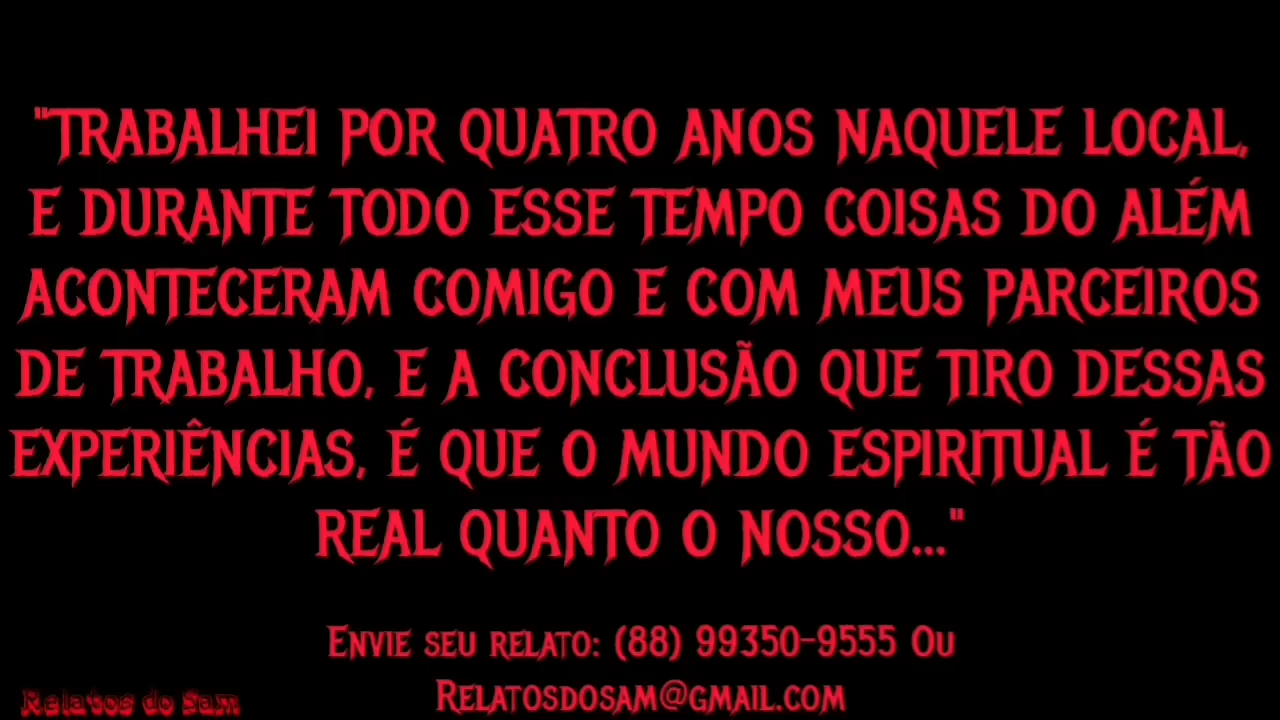 "TRABALHEI POR QUATRO ANOS NAQUELE LOCAL,
E DURANTE TODO ESSE TEMPO COISAS DO ALÉM
ACONTECERAM COMIGO E COM MEUS PARCEIROS
DE TRABALHO, E A CONCLUSÃO QUE TIRO DESSAS
EXPERIÊNCIAS, É QUE O MUNDO ESPIRITUAL É TÃO
REAL QUANTO O NOSSO..."
ENVIE SEU RELATO: (88) 99350-9555 OU
RELATOSDOSAM@GMAIL.COM
Relatos do Sam